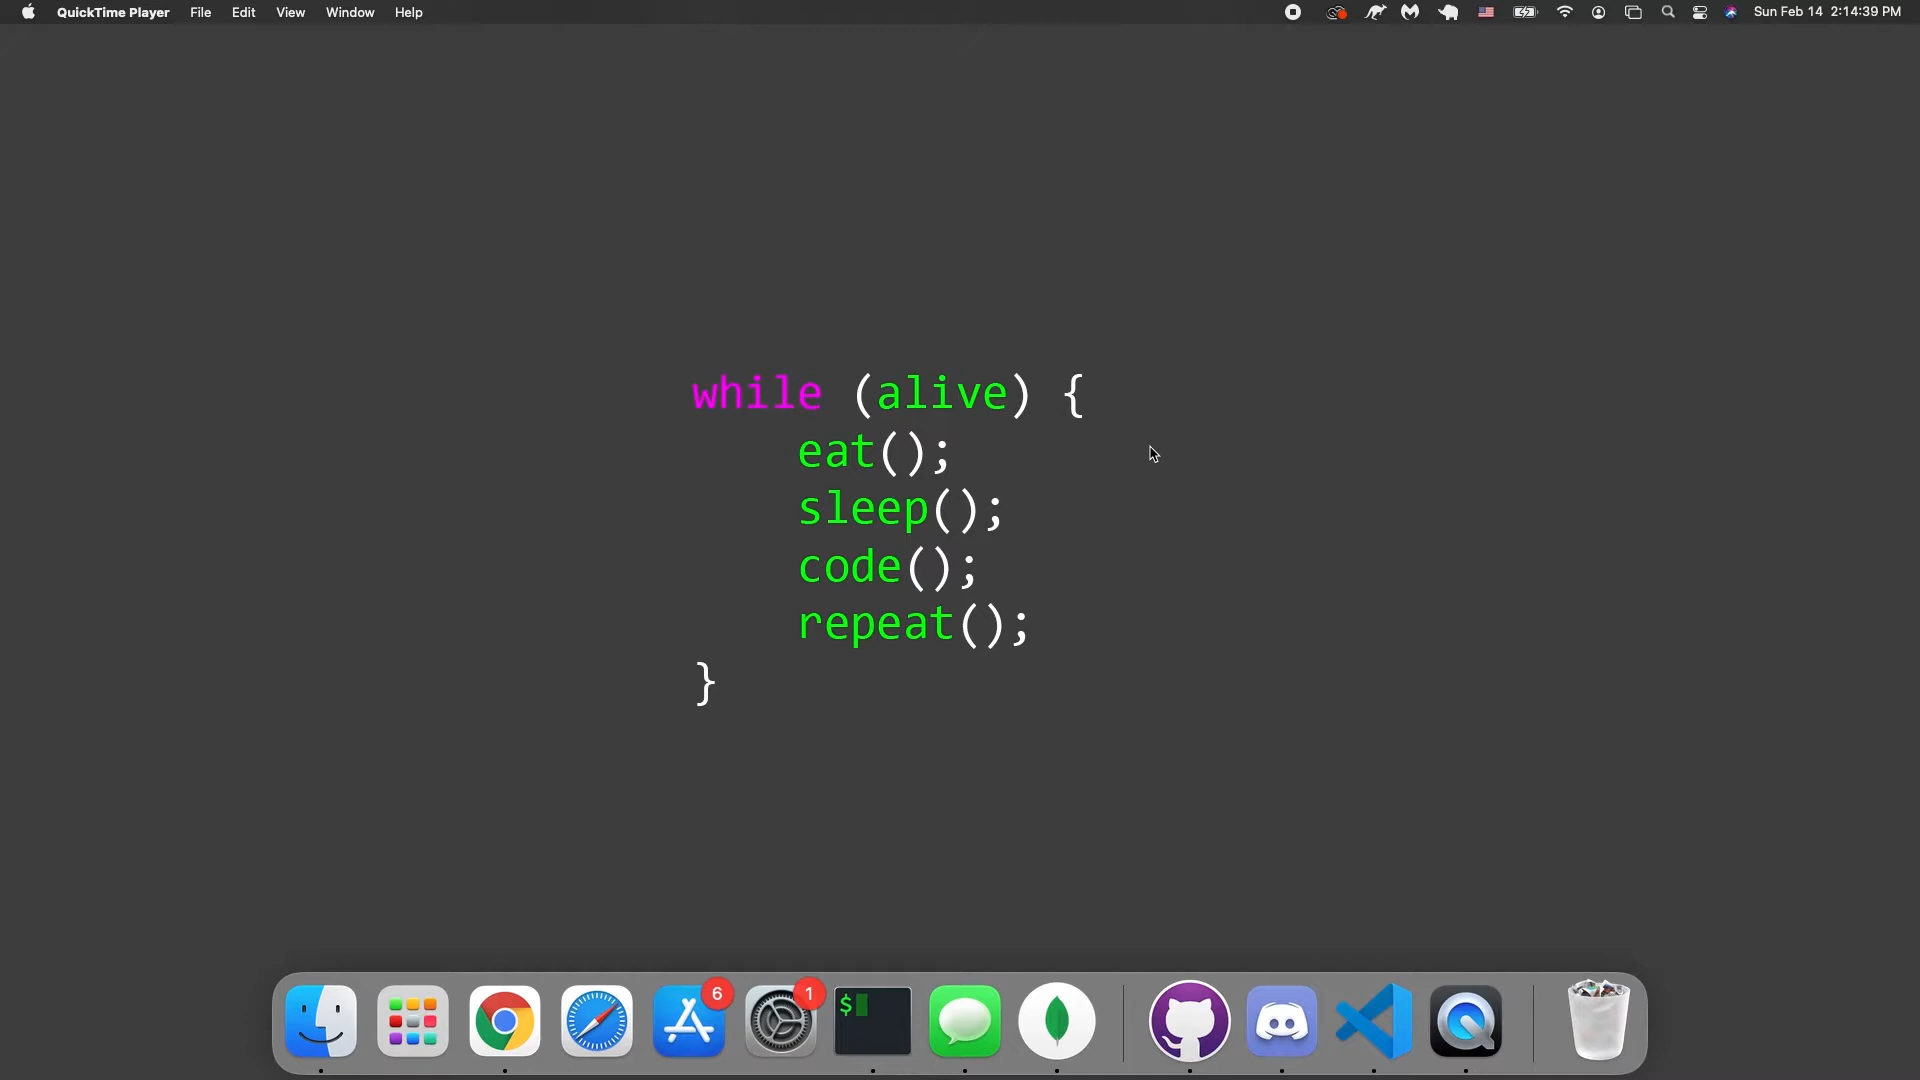 QuickTime Player File Edit View Window Help Sun Feb 14 2:14:39 PM
while (alive) {
    eat();
    sleep();
    code();
    repeat();
}
6 1 $